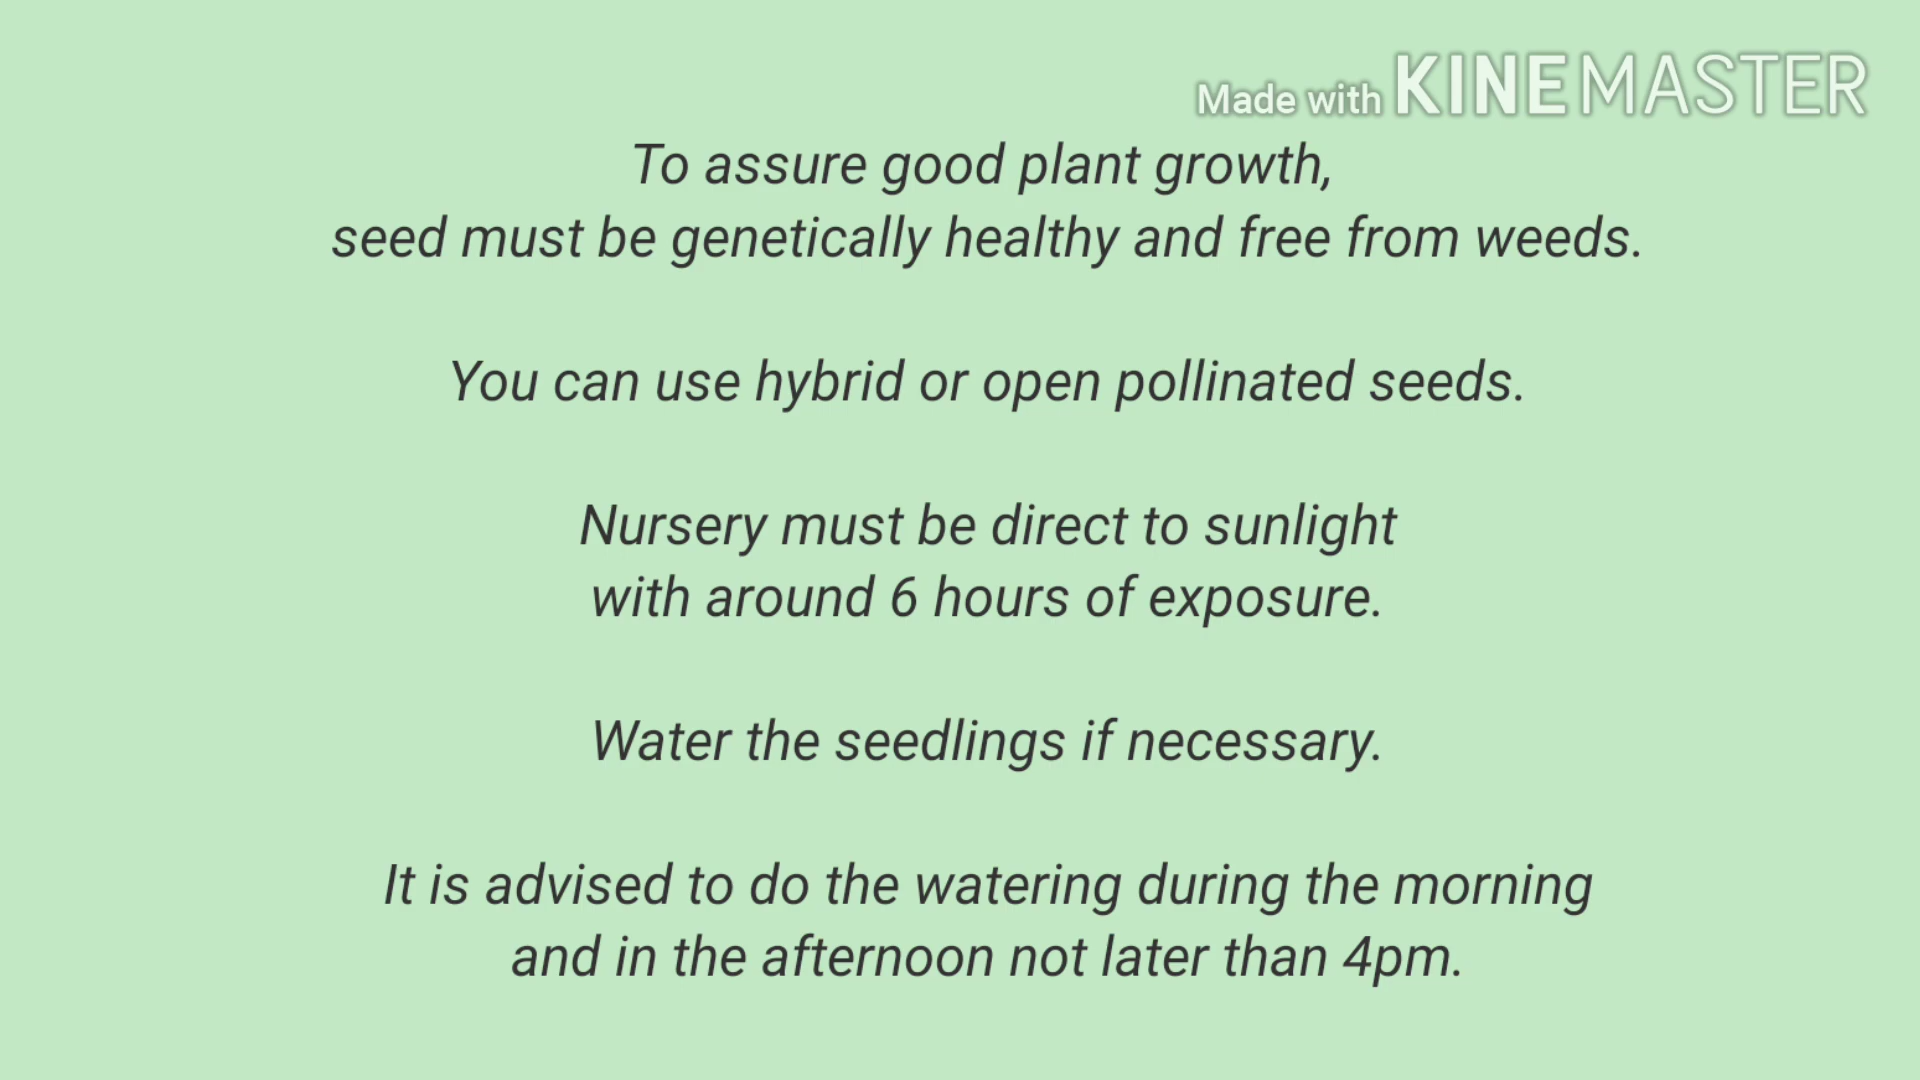 Made with KINEMASTER
To assure good plant growth,
seed must be genetically healthy and free from weeds.
You can use hybrid or open pollinated seeds.
Nursery must be direct to sunlight
with around 6 hours of exposure.
Water the seedlings if necessary.
It is advised to do the watering during the morning
and in the afternoon not later than 4pm.